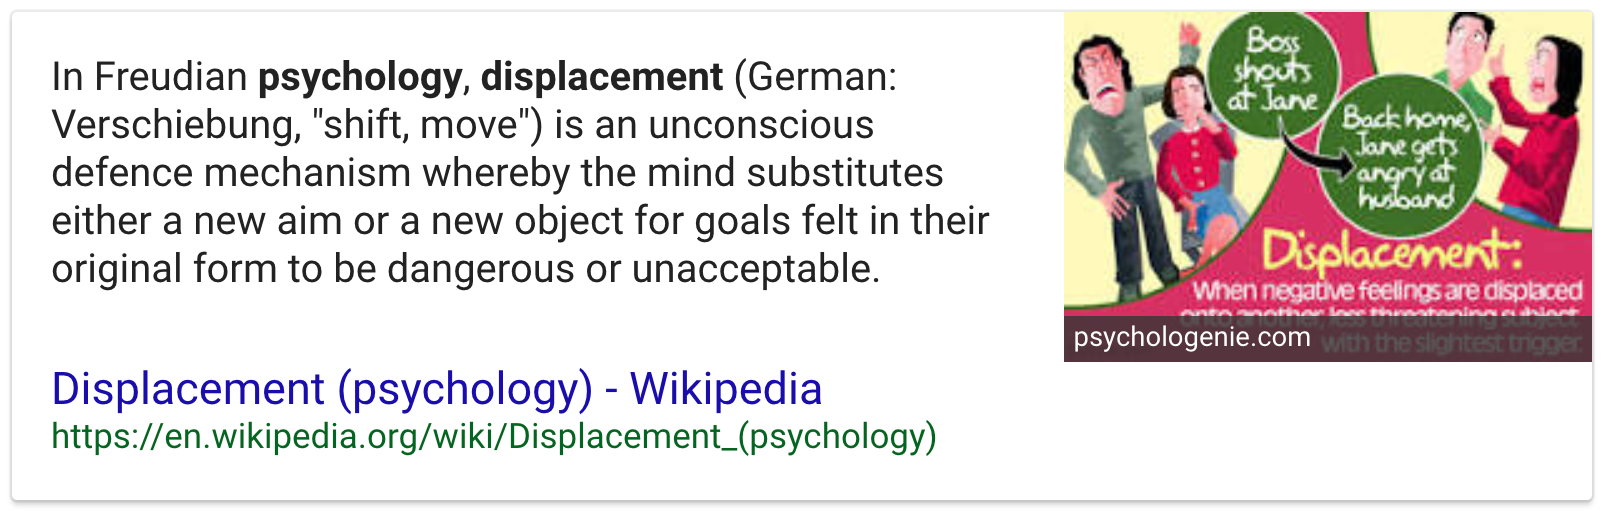 In Freudian psychology, displacement (German:
Verschiebung, "shift, move") is an unconscious
defence mechanism whereby the mind substitutes
either a new aim or a new object for goals felt in their
original form to be dangerous or unacceptable.
Displacement (psychology) - Wikipedia
https://en.wikipedia.org/wiki/Displacement_(psychology)
Boss
shouts
at Jane
Back home,
Jane gets
angry at
husband
Displacement:
When negative feelings are displaced
onto another, less threatening subject
with the slightest trigger.
psychologenie.com